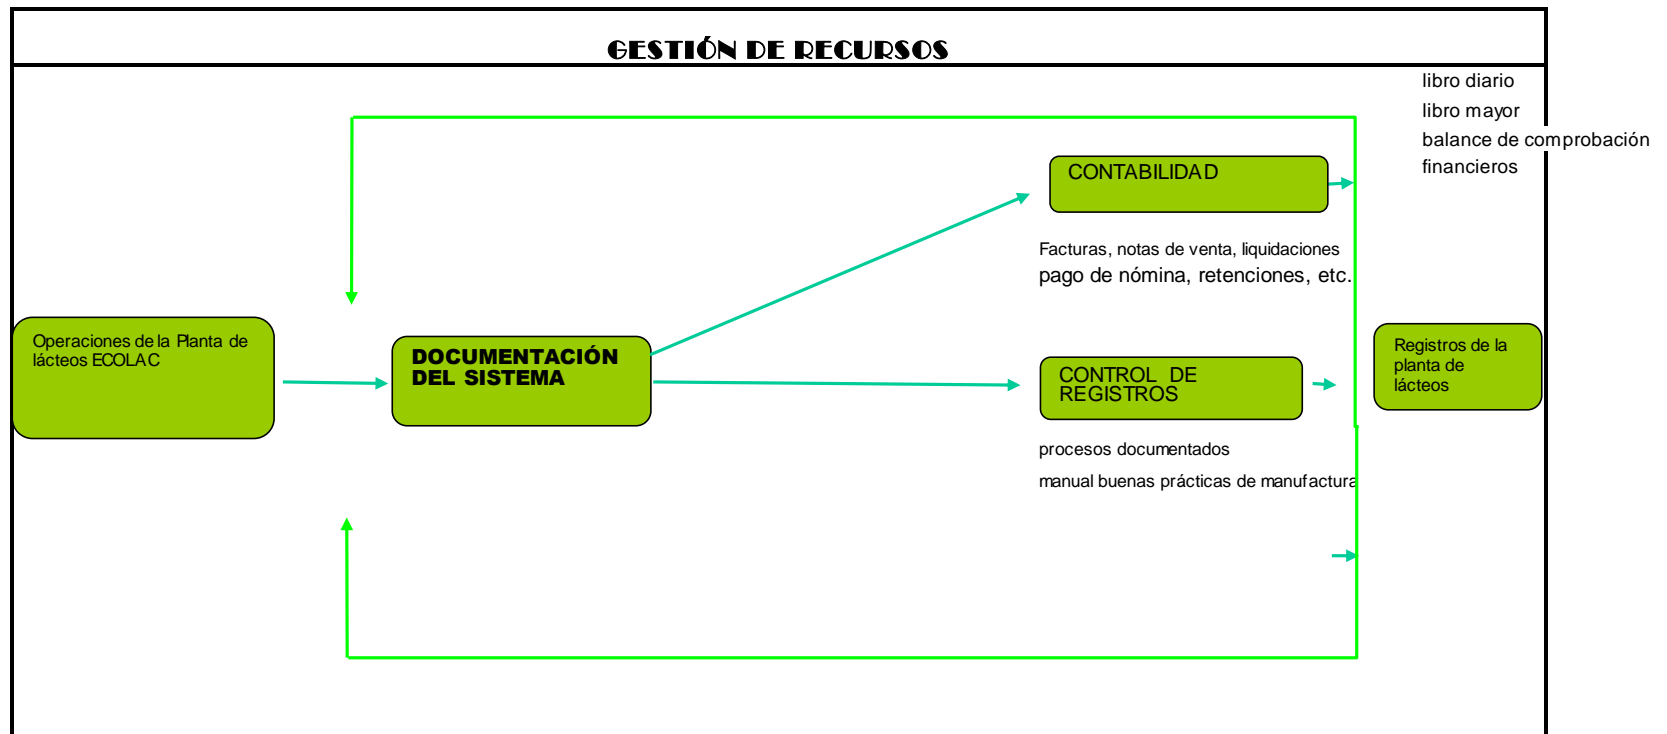 GESTIÓN DE RECURSOS
libro diario
libro mayor
balance de comprobación
financieros
CONTABILIDAD
Facturas, notas de venta, liquidaciones
pago de nómina, retenciones, etc.
Operaciones de la Planta de
lácteos ECOLAC
DOCUMENTACIÓN
DEL SISTEMA
CONTROL DE
REGISTROS
Registros de la
planta de
lácteos
procesos documentados
manual buenas prácticas de manufactura